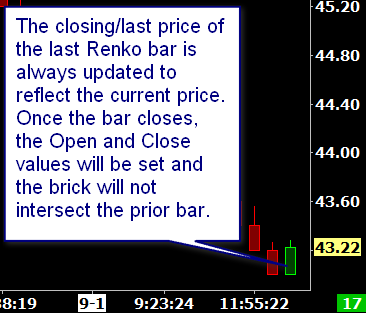 The closing/last price of
the last Renko bar is
always updated to
reflect the current price.
Once the bar closes,
the Open and Close
values will be set and
the brick will not
intersect the prior bar.
45.20
44.80
44.40
44.00
43.60
43.22
38:19 9-1 9:23:24 11:55:22 17